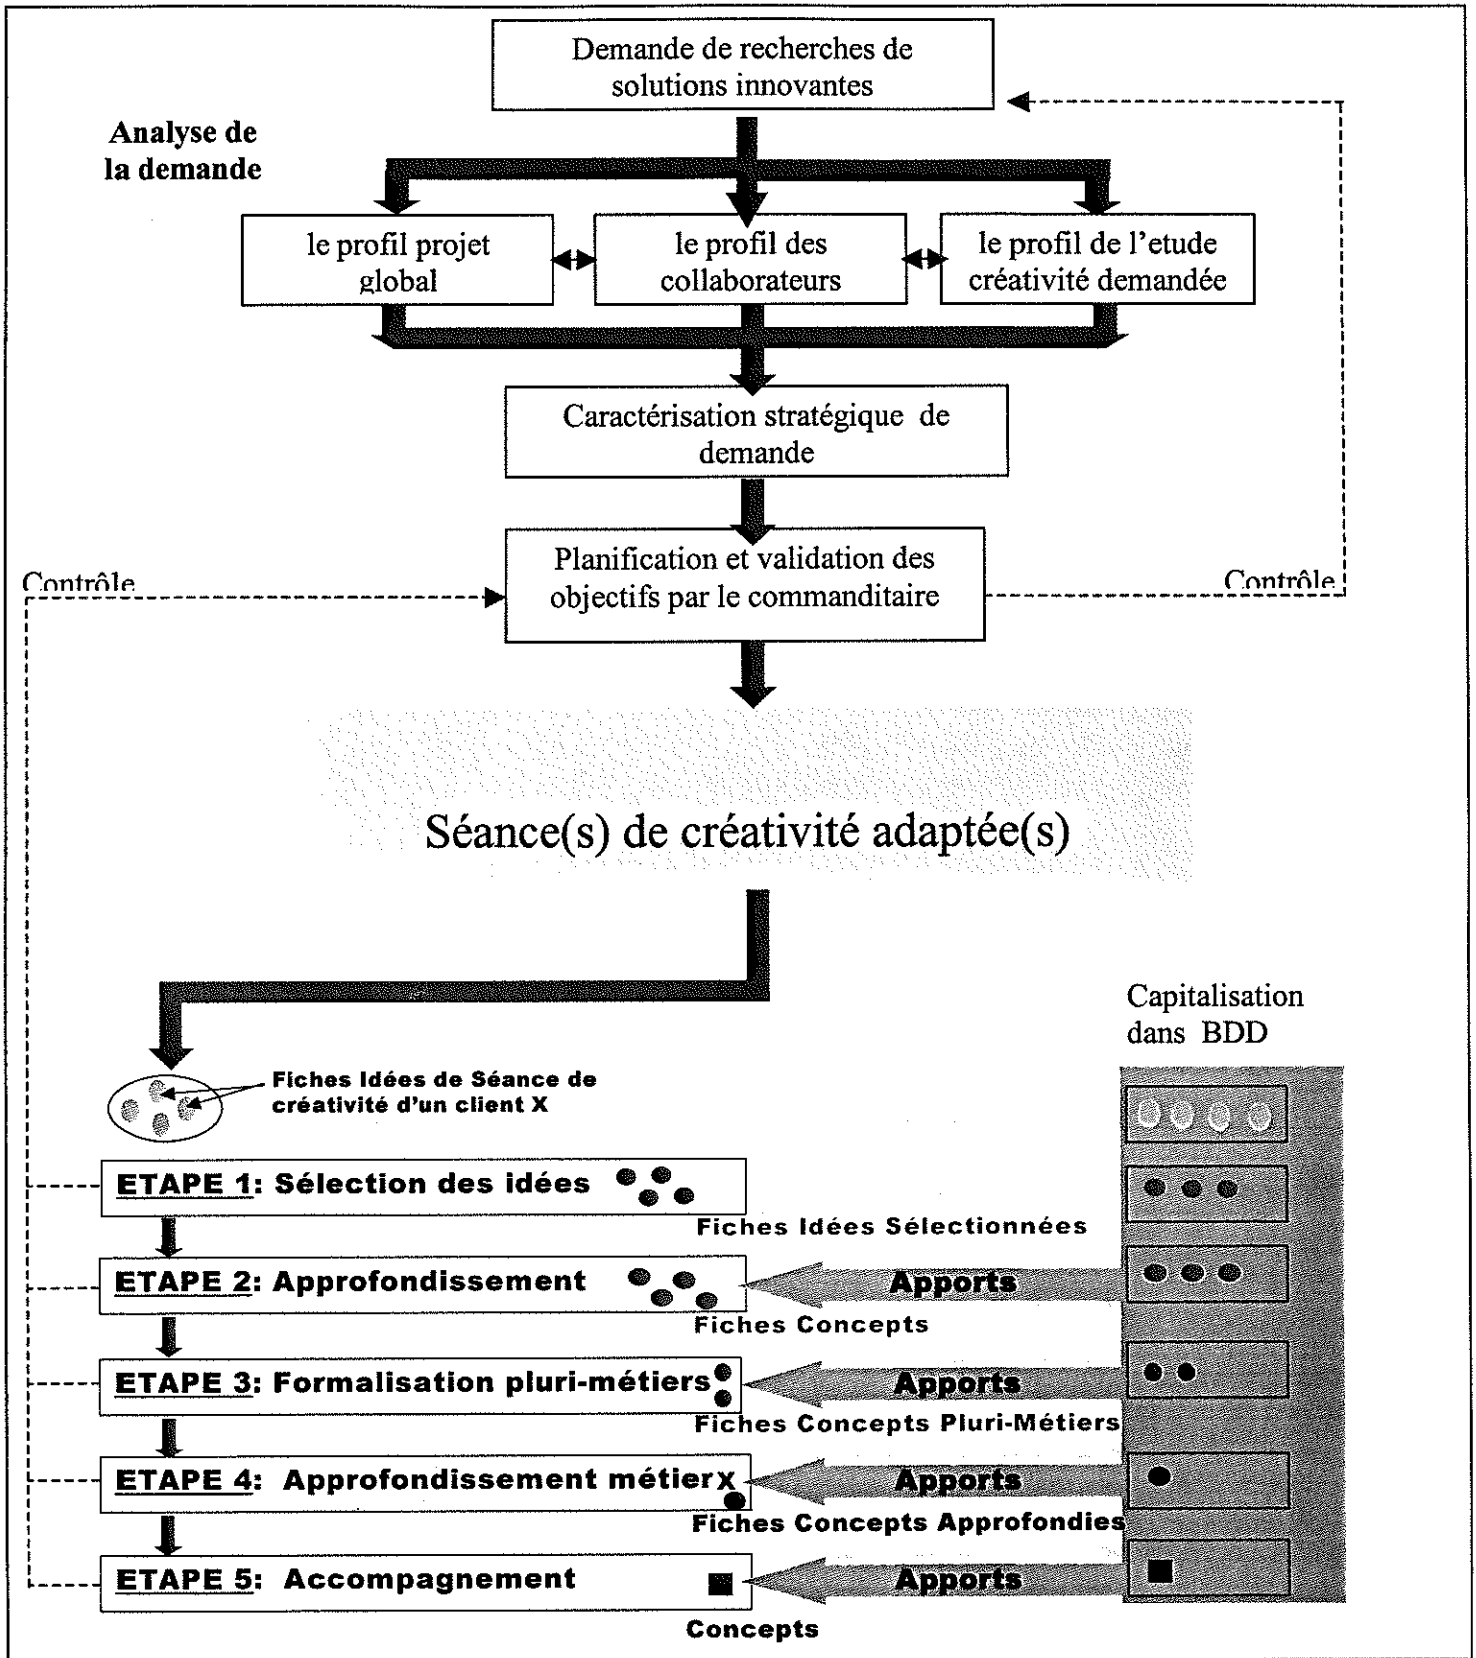 Demande de recherches de
solutions innovantes
Analyse de
la demande
le profil projet
global
le profil des
collaborateurs
le profil de l'etude
créativité demandée
Caractérisation stratégique de
demande
Planification et validation des
objectifs par le commanditaire
Contrôle
Contrôle
Séance(s) de créativité adaptée(s)
Capitalisation
dans BDD
Fiches Idées de Séance de
créativité d'un client X
ETAPE 1: Sélection des idées
Fiches Idées Sélectionnées
ETAPE 2: Approfondissement
Apports
Fiches Concepts
ETAPE 3: Formalisation pluri-métiers
Apports
Fiches Concepts Pluri-Métiers
ETAPE 4: Approfondissement métier X
Apports
Fiches Concepts Approfondies
ETAPE 5: Accompagnement
Apports
Concepts